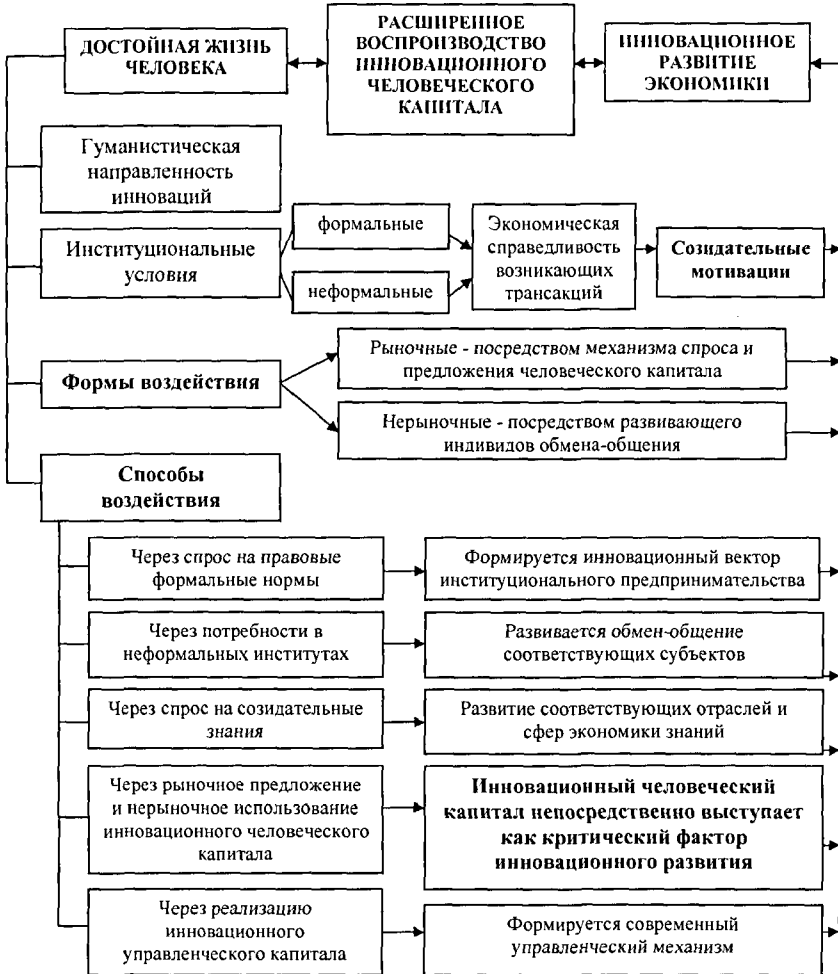 ДОСТОЙНАЯ ЖИЗНЬ
ЧЕЛОВЕКА
РАСШИРЕННОЕ
ВОСПРОИЗВОДСТВО
ИННОВАЦИОННОГО
ЧЕЛОВЕЧЕСКОГО
КАПИТАЛА
ИННОВАЦИОННОЕ
РАЗВИТИЕ
ЭКОНОМИКИ
Гуманистическая
направленность
инноваций
Институциональные
условия
формальные
неформальные
Экономическая
справедливость
возникающих
трансакций
Созидательные
мотивации
Формы воздействия
Рыночные - посредством механизма спроса и
предложения человеческого капитала
Нерыночные - посредством развивающего
индивидов обмена-общения
Способы
воздействия
Через спрос на правовые
формальные нормы
Формируется инновационный вектор
институционального предпринимательства
Через потребности в
неформальных институтах
Развивается обмен-общение
соответствующих субъектов
Через спрос на созидательные
знания
Развитие соответствующих отраслей и
сфер экономики знаний
Через рыночное предложение
и нерыночное использование
инновационного человеческого
капитала
Инновационный человеческий
капитал непосредственно выступает
как критический фактор
инновационного развития
Через реализацию
инновационного
управленческого капитала
Формируется современный
управленческий механизм